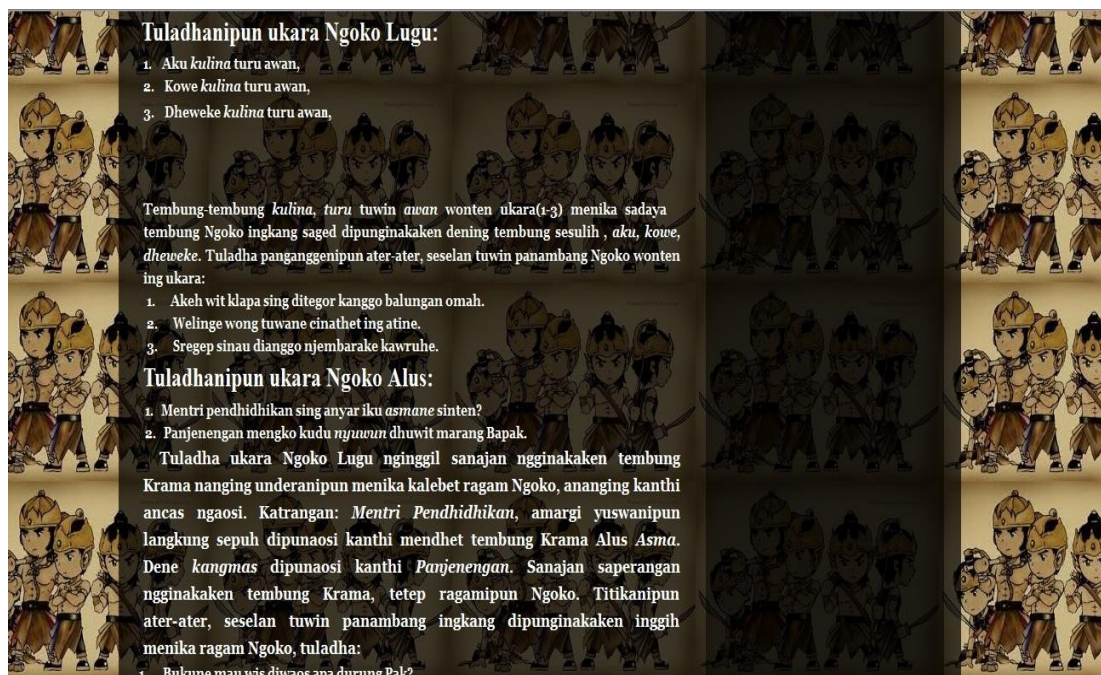 Tuladhanipun ukara Ngoko Lugu:
1. Aku kulina turu awan,
2. Kowe kulina turu awan,
3. Dheweke kulina turu awan,
Tembung-tembung kulina, turu tuwin awan wonten ukara(1-3) menika sadaya
tembung Ngoko ingkang saged dipunginakaken dening tembung sesulih , aku, kowe,
dheweke. Tuladha panganggenipun ater-ater, seselan tuwin panambang Ngoko wonten
ing ukara:
1. Akeh wit klapa sing ditegor kanggo balungan omah.
2. Welinge wong tuwane cinathet ing atine.
3. Sregep sinau dianggo njembarake kawruhe.
Tuladhanipun ukara Ngoko Alus:
1. Mentri pendhidhikan sing anyar iku asmane sinten?
2. Panjenengan mengko kudu nyuwun dhuwit marang Bapak.
Tuladha ukara Ngoko Lugu nginggil sanajan ngginakaken tembung
Krama nanging underanipun menika kalebet ragam Ngoko, ananging kanthi
ancas ngaosi. Katrangan: Mentri Pendhidhikan, amargi yuswanipun
langkung sepuh dipunaosi kanthi mendhet tembung Krama Alus Asma.
Dene kangmas dipunaosi kanthi Panjenengan. Sanajan saperangan
ngginakaken tembung Krama, tetep ragamipun Ngoko. Titikanipun
ater-ater, seselan tuwin panambang ingkang dipunginakaken inggih
menika ragam Ngoko, tuladha:
1. Bukune mau wis diwaos apa durung Pak?